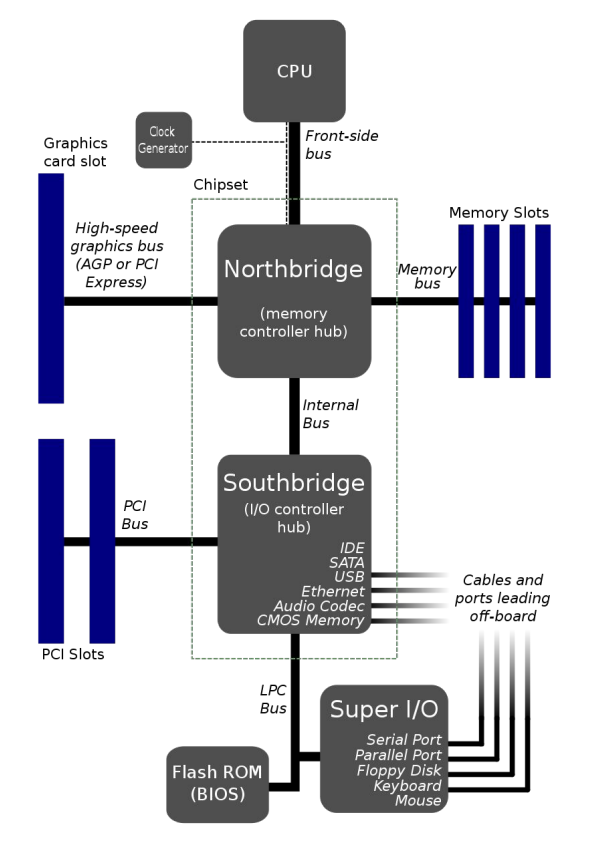 CPU
Clock
Generator
Front-side
bus
Graphics
card slot
Chipset
High-speed
graphics bus
(AGP or PCI
Express)
Northbridge
(memory
controller hub)
Memory
bus
Memory Slots
Internal
Bus
Southbridge
(I/O controller
hub)
IDE
SATA
USB
Ethernet
Audio Codec
CMOS Memory
PCI
Bus
PCI Slots
Cables and
ports leading
off-board
LPC
Bus
Super I/O
Serial Port
Parallel Port
Floppy Disk
Keyboard
Mouse
Flash ROM
(BIOS)